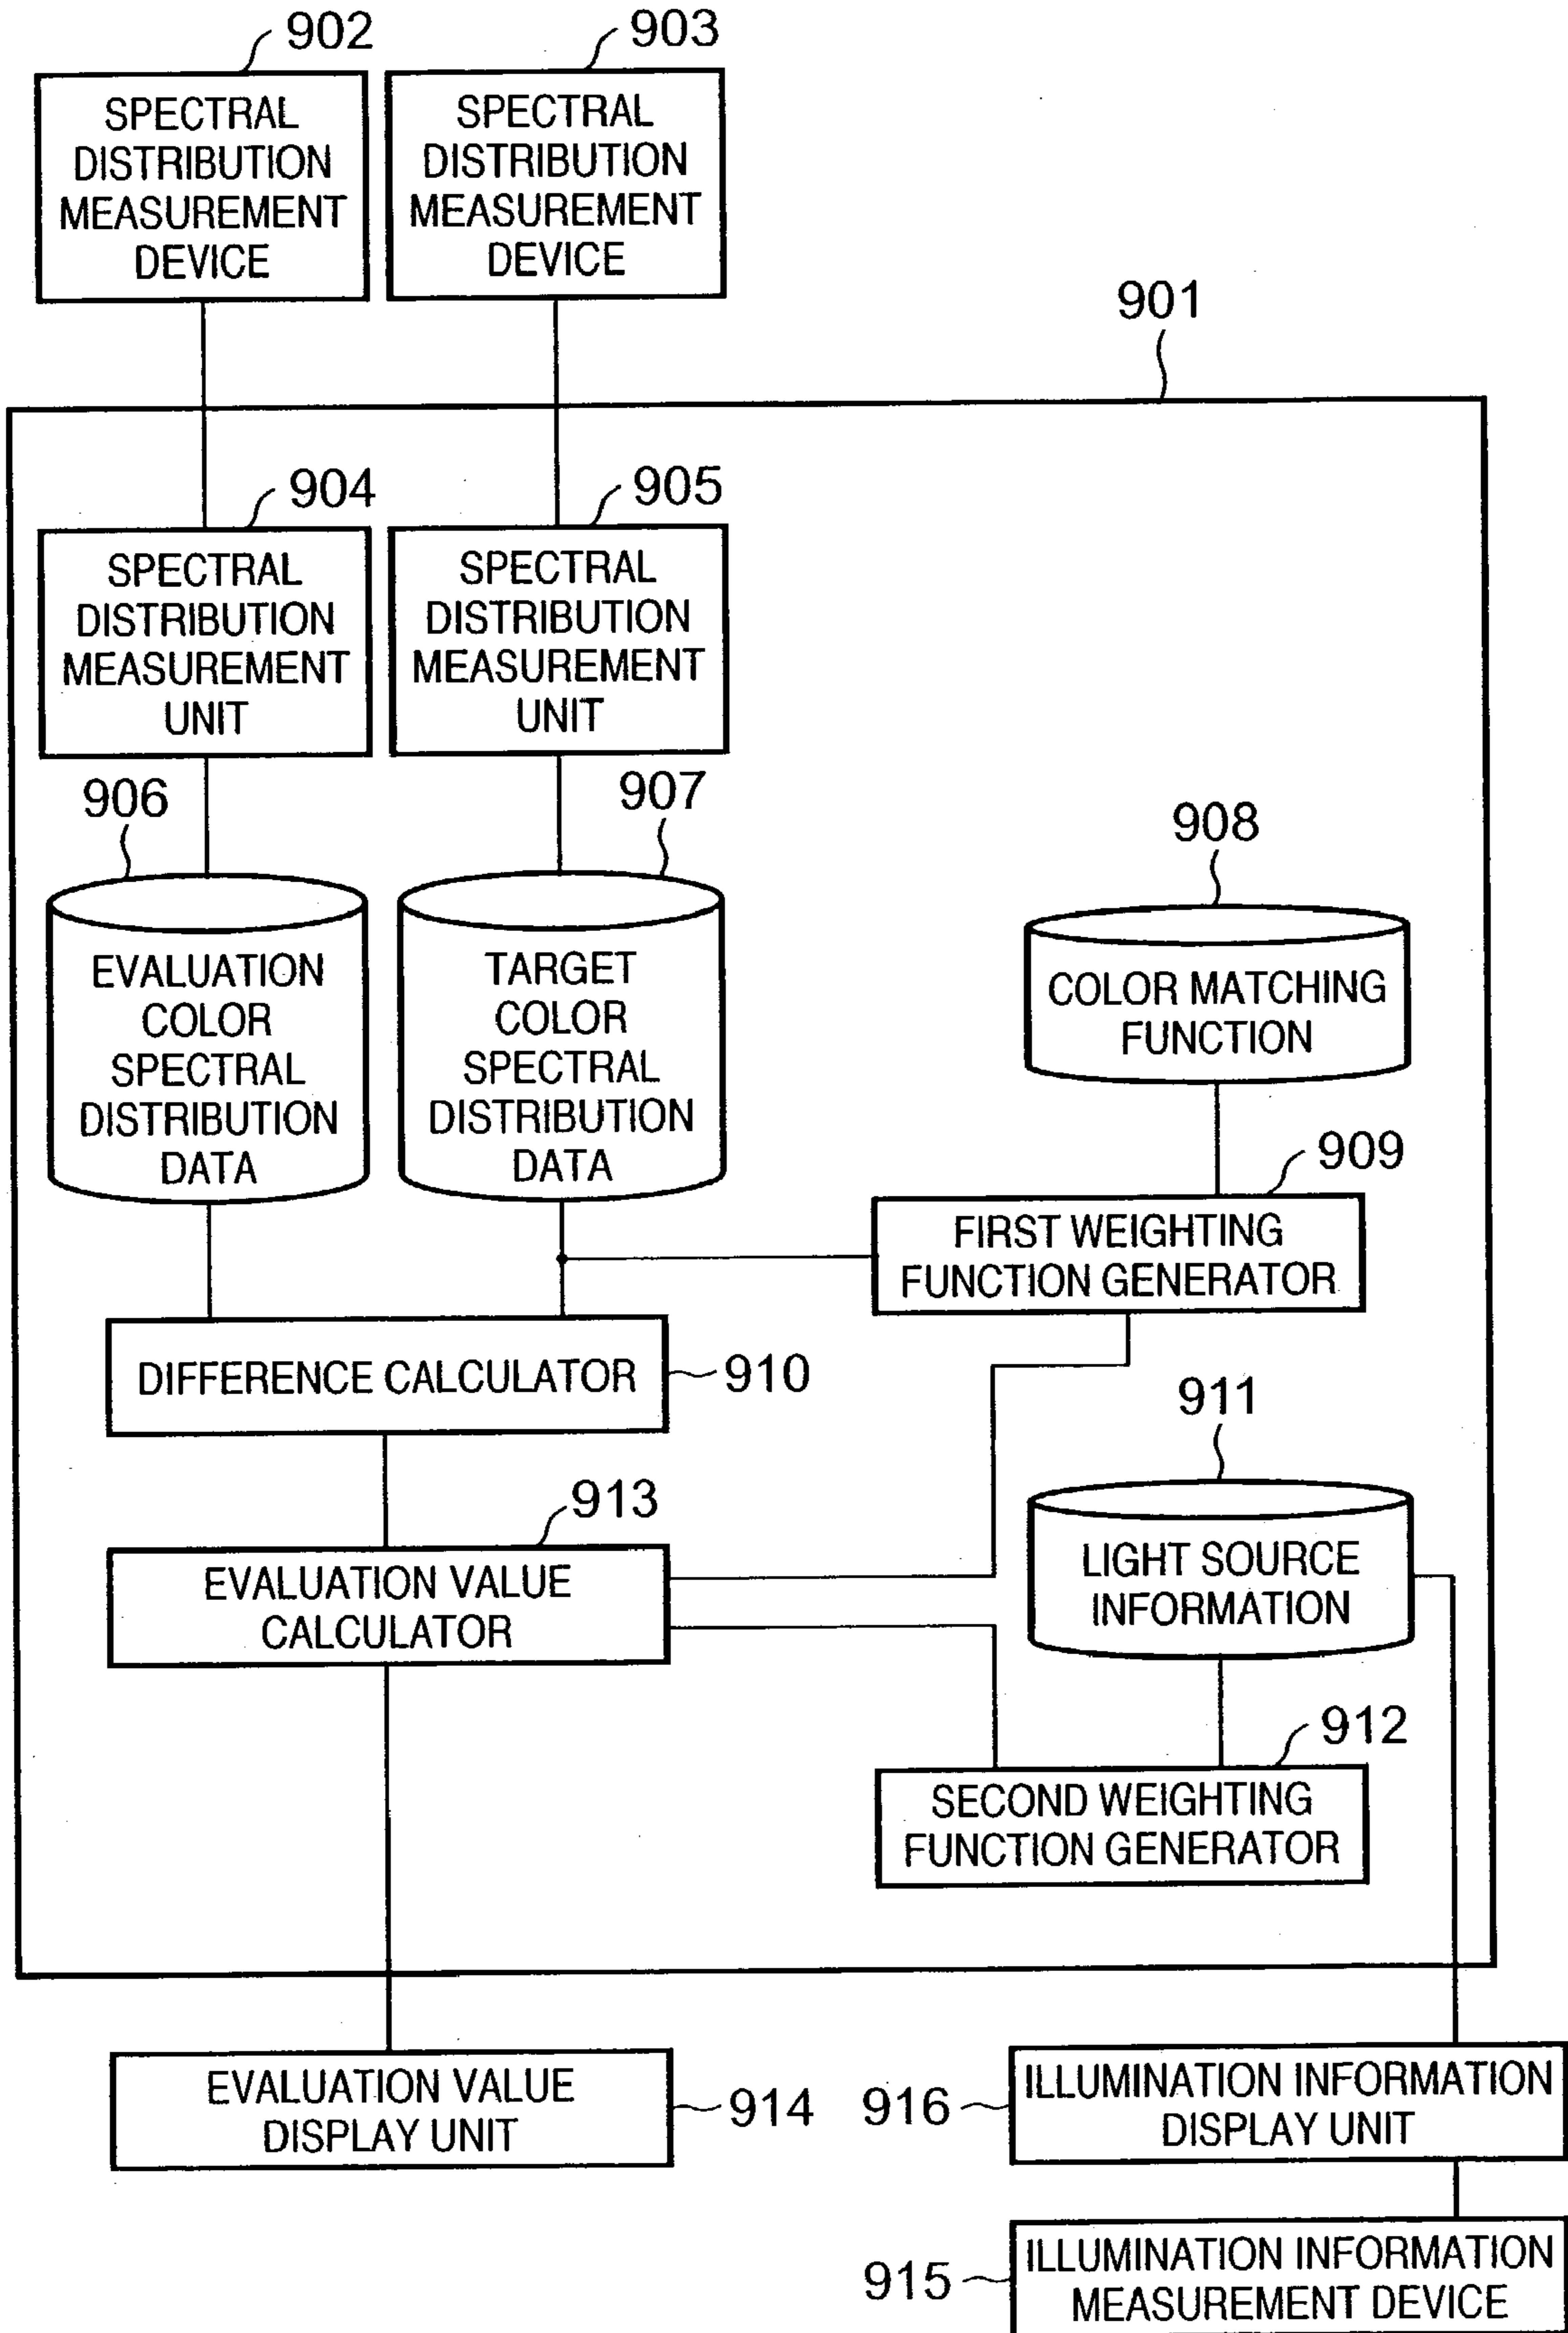 902
903
SPECTRAL
DISTRIBUTION
MEASUREMENT
DEVICE
SPECTRAL
DISTRIBUTION
MEASUREMENT
DEVICE
901
904
905
SPECTRAL
DISTRIBUTION
MEASUREMENT
UNIT
SPECTRAL
DISTRIBUTION
MEASUREMENT
UNIT
906
907
908
EVALUATION
COLOR
SPECTRAL
DISTRIBUTION
DATA
TARGET
COLOR
SPECTRAL
DISTRIBUTION
DATA
COLOR MATCHING
FUNCTION
909
FIRST WEIGHTING
FUNCTION GENERATOR
DIFFERENCE CALCULATOR
910
911
913
EVALUATION VALUE
CALCULATOR
LIGHT SOURCE
INFORMATION
912
SECOND WEIGHTING
FUNCTION GENERATOR
EVALUATION VALUE
DISPLAY UNIT
914
916
ILLUMINATION INFORMATION
DISPLAY UNIT
915
ILLUMINATION INFORMATION
MEASUREMENT DEVICE